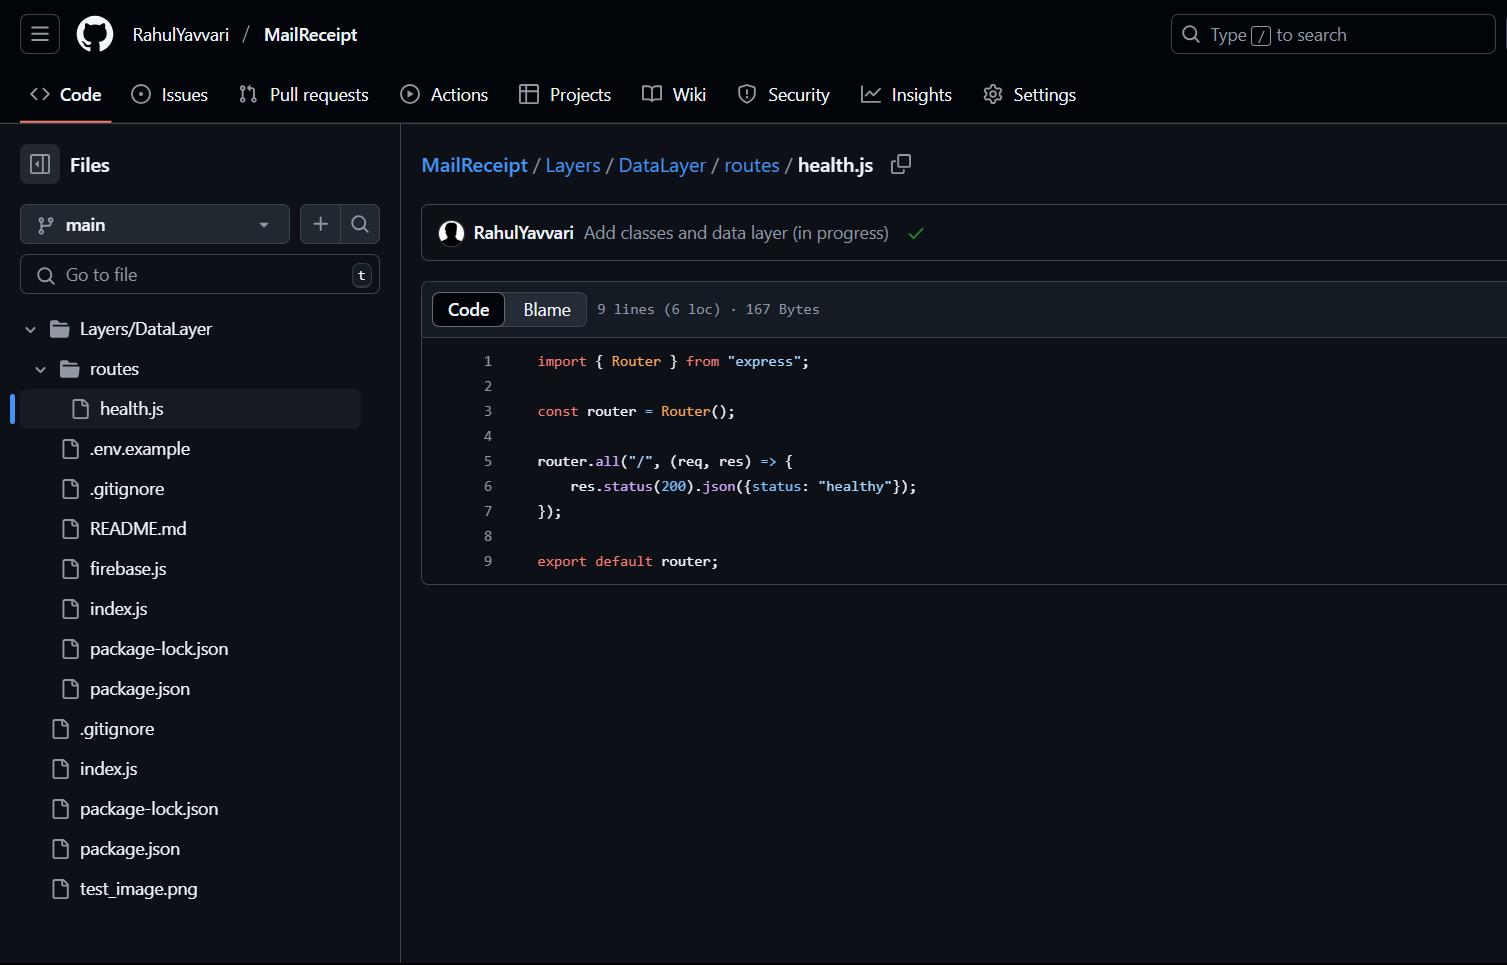 RahulYavvari / MailReceipt
Type / to search
Code Issues Pull requests Actions Projects Wiki Security Insights Settings
Files
main
Go to file t
Layers/DataLayer
routes
health.js
.env.example
.gitignore
README.md
firebase.js
index.js
package-lock.json
package.json
.gitignore
index.js
package-lock.json
package.json
test_image.png
MailReceipt / Layers / DataLayer / routes / health.js
RahulYavvari Add classes and data layer (in progress)
Code Blame 9 lines (6 loc) · 167 Bytes
1 import { Router } from "express";
2
3 const router = Router();
4
5 router.all("/", (req, res) => {
6     res.status(200).json({status: "healthy"});
7 });
8
9 export default router;